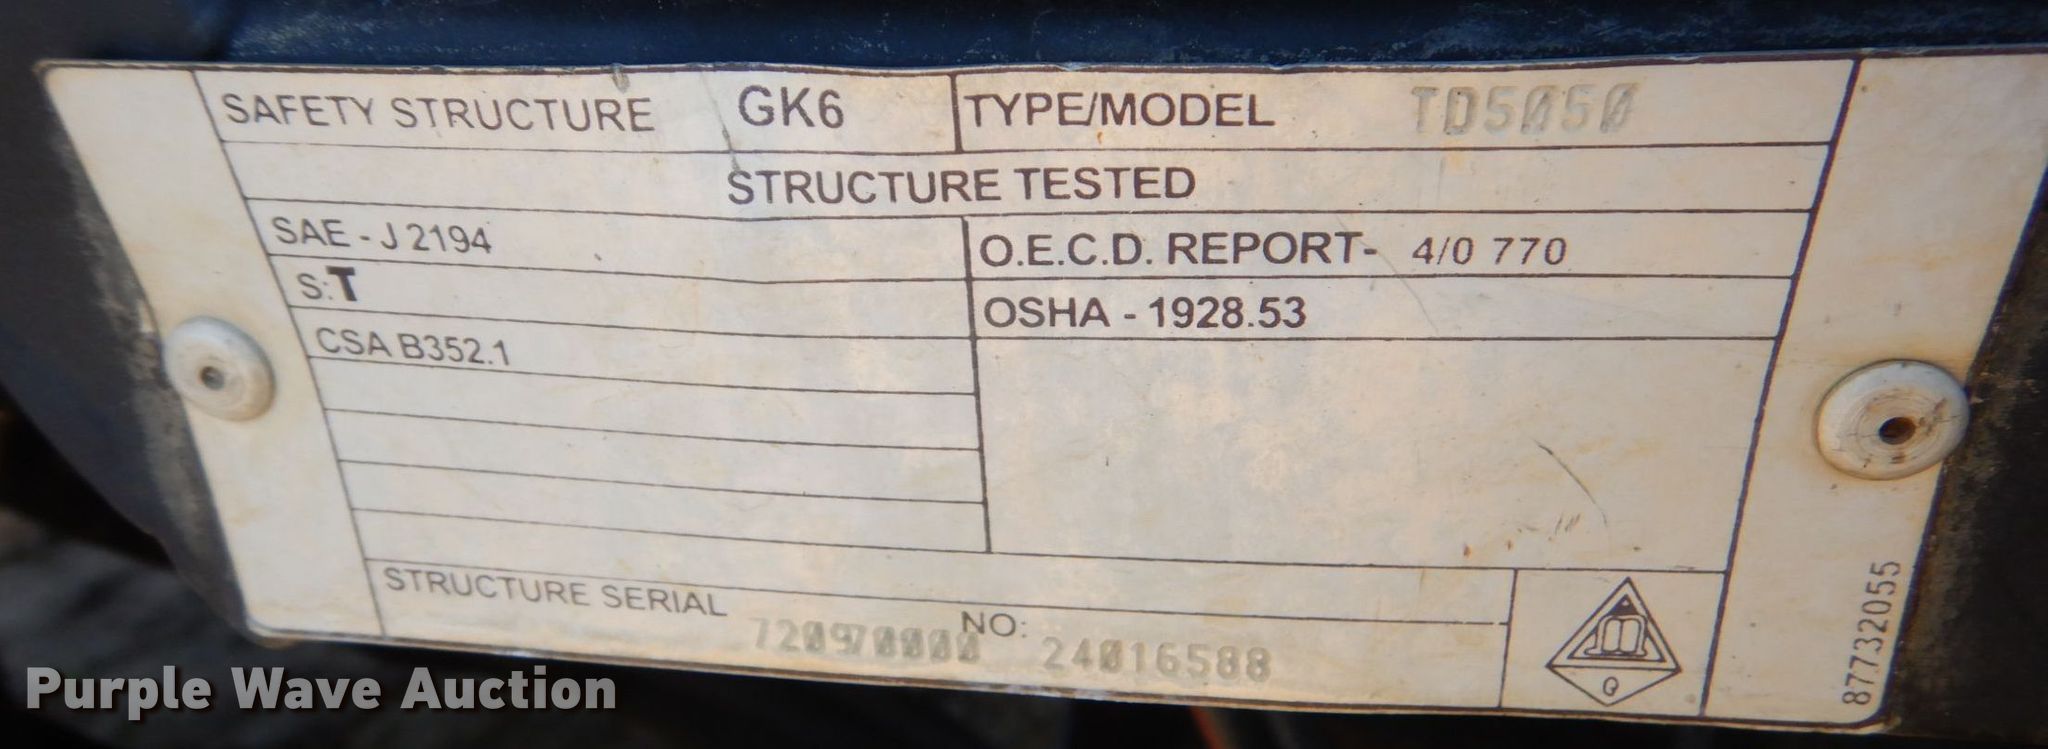 SAFETY STRUCTURE GK6 TYPE/MODEL TD5050
STRUCTURE TESTED
SAE - J 2194 O.E.C.D. REPORT- 4/0 770
S:T OSHA - 1928.53
CSA B352.1
STRUCTURE SERIAL NO:
720970000 24016588
Q
87732055
Purple Wave Auction